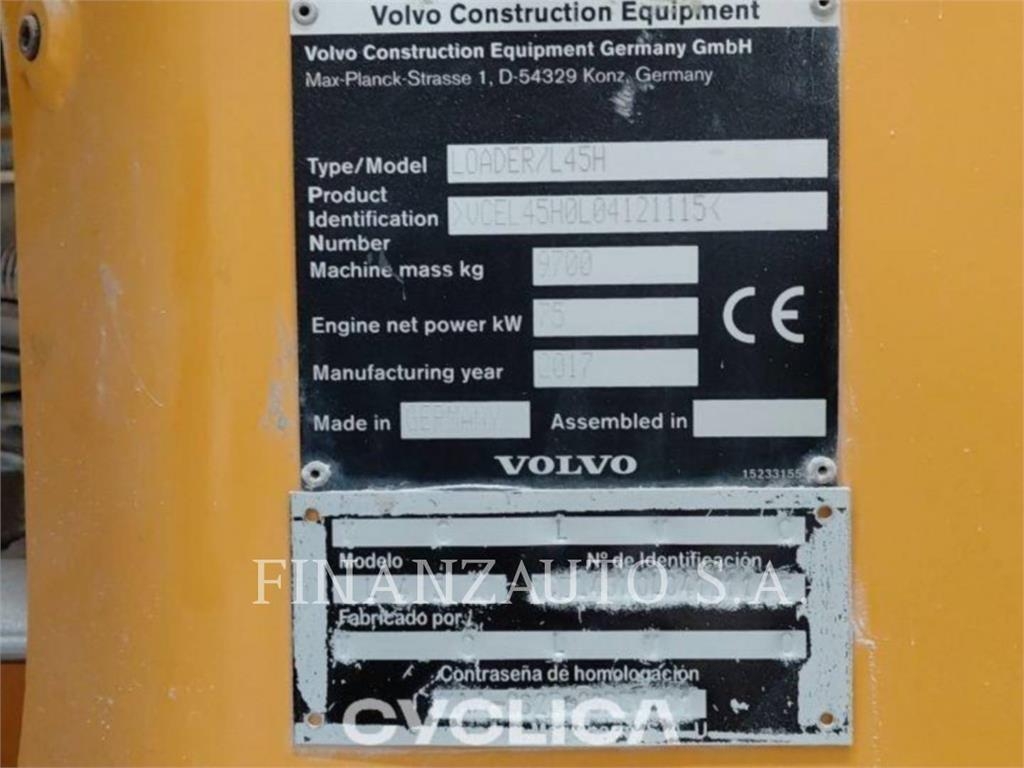 Volvo Construction Equipment
Volvo Construction Equipment Germany GmbH
Max-Planck-Strasse 1, D-54329 Konz, Germany
Type/Model LOADER/L45H
Product Identification Number >VCEL45H0L04121115<
Machine mass kg 9700
Engine net power kW 75
Manufacturing year 2017
Made in GERMANY Assembled in
CE
VOLVO
15233155
Modelo Nº de Identificación
FINANZAUTO S.A.
Fabricado por
Contraseña de homologación
CYCLICA